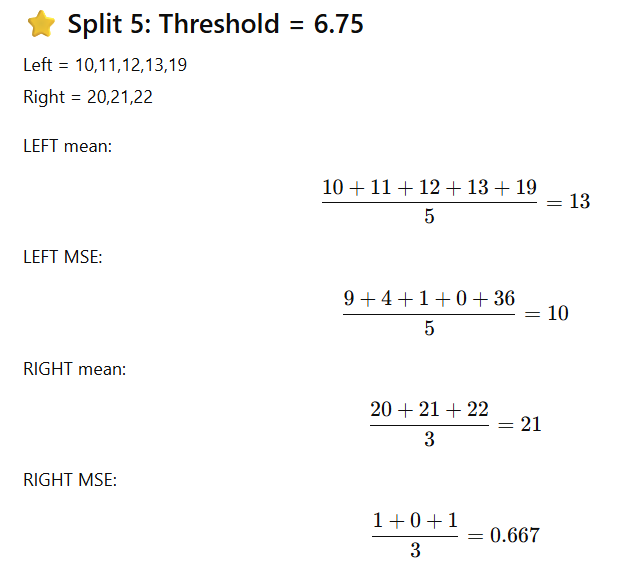 ⭐ Split 5: Threshold = 6.75
Left = 10,11,12,13,19
Right = 20,21,22
LEFT mean:
10 + 11 + 12 + 13 + 19
5
= 13
LEFT MSE:
9 + 4 + 1 + 0 + 36
5
= 10
RIGHT mean:
20 + 21 + 22
3
= 21
RIGHT MSE:
1 + 0 + 1
3
= 0.667